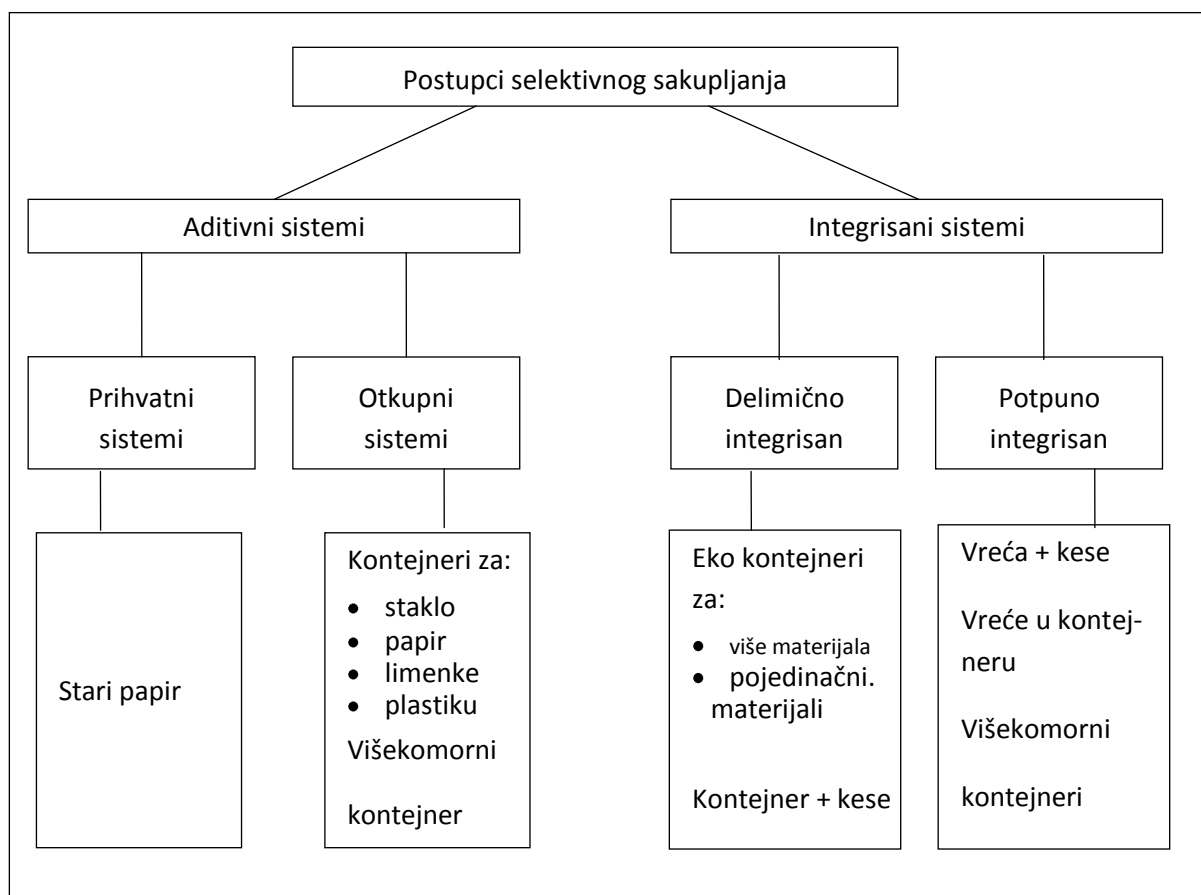 Postupci selektivnog sakupljanja
Aditivni sistemi
Integrisani sistemi
Prihvatni
sistemi
Otkupni
sistemi
Delimično
integrisan
Potpuno
integrisan
Stari papir
Kontejneri za:
• staklo
• papir
• limenke
• plastiku
Višekomorni
kontejner
Eko kontejneri
za:
• više materijala
• pojedinačni.
materijali
Kontejner + kese
Vreća + kese
Vreće u kontej-
neru
Višekomorni
kontejneri